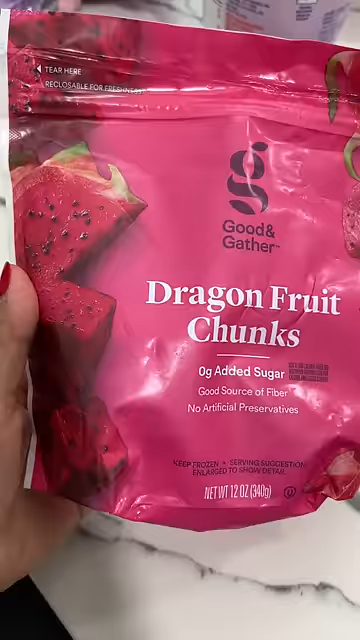 TEAR HERE
RECLOSABLE FOR FRESHNESS
g
Good&
Gather™
Dragon Fruit
Chunks
0g Added Sugar
Good Source of Fiber
No Artificial Preservatives
KEEP FROZEN • SERVING SUGGESTION
ENLARGED TO SHOW DETAIL
NET WT 12 OZ (340g)